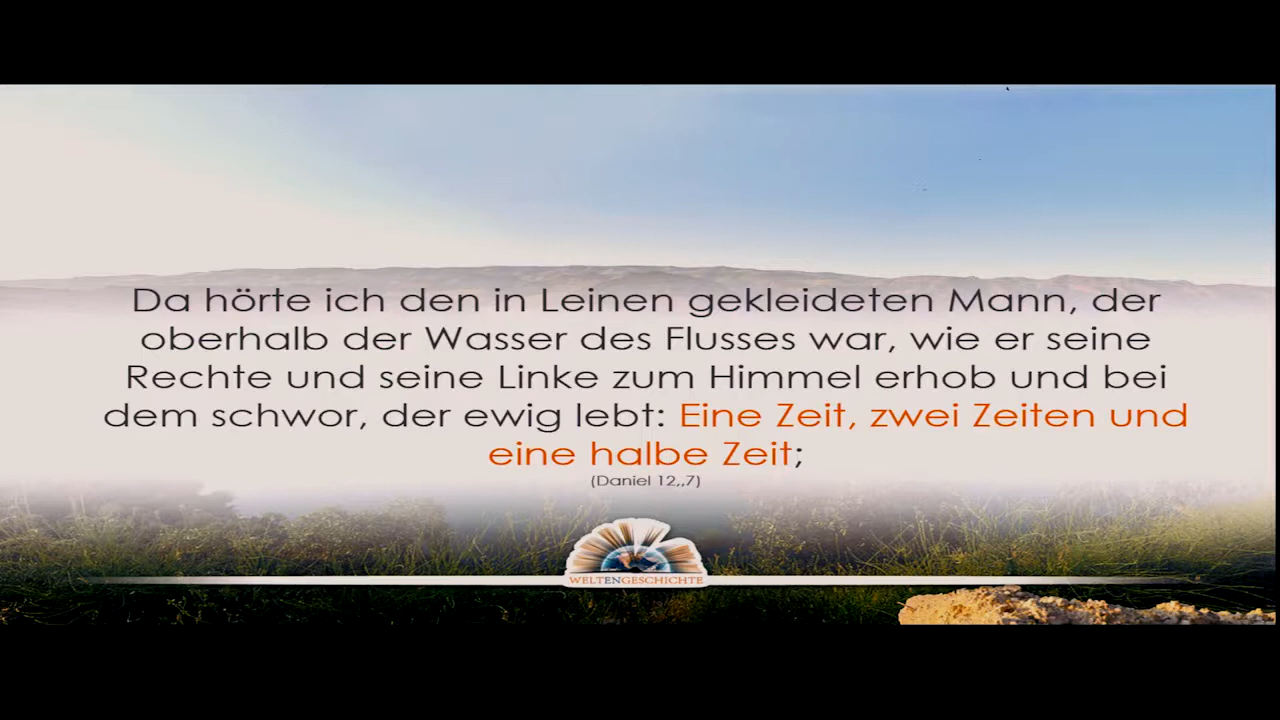 Da hörte ich den in Leinen gekleideten Mann, der
oberhalb der Wasser des Flusses war, wie er seine
Rechte und seine Linke zum Himmel erhob und bei
dem schwor, der ewig lebt: Eine Zeit, zwei Zeiten und
eine halbe Zeit;
(Daniel 12,,7)
WELTENGESCHICHTE